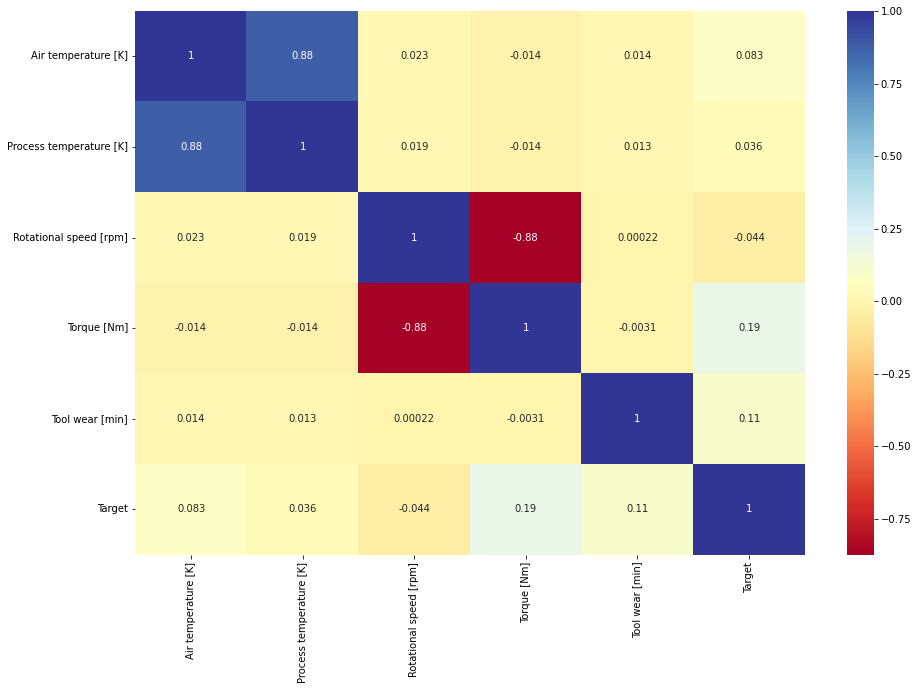 Air temperature [K] 1 0.88 0.023 -0.014 0.014 0.083
Process temperature [K] 0.88 1 0.019 -0.014 0.013 0.036
Rotational speed [rpm] 0.023 0.019 1 -0.88 0.00022 -0.044
Torque [Nm] -0.014 -0.014 -0.88 1 -0.0031 0.19
Tool wear [min] 0.014 0.013 0.00022 -0.0031 1 0.11
Target 0.083 0.036 -0.044 0.19 0.11 1
Air temperature [K]
Process temperature [K]
Rotational speed [rpm]
Torque [Nm]
Tool wear [min]
Target
1.00
0.75
0.50
0.25
0.00
−0.25
−0.50
−0.75